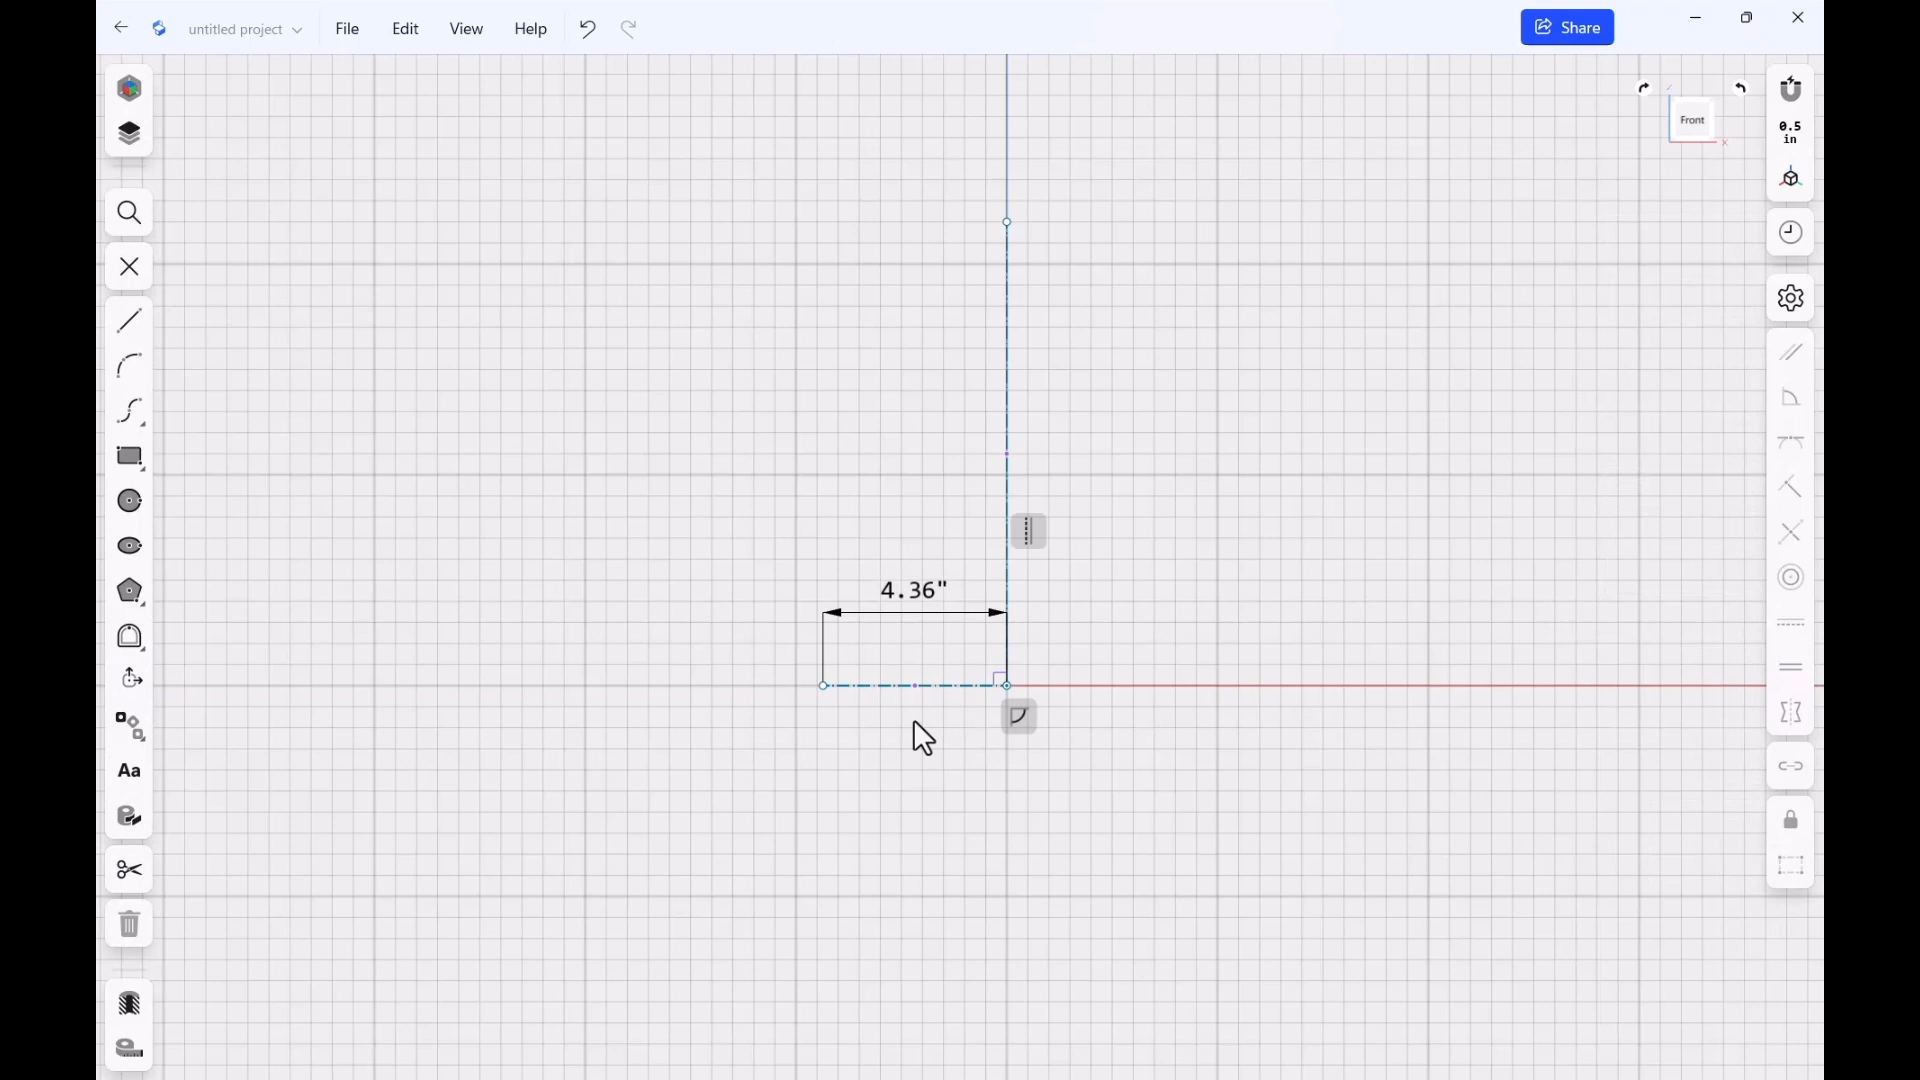 untitled project File Edit View Help Share
Front
X
0.5
in
4.36"
Aa